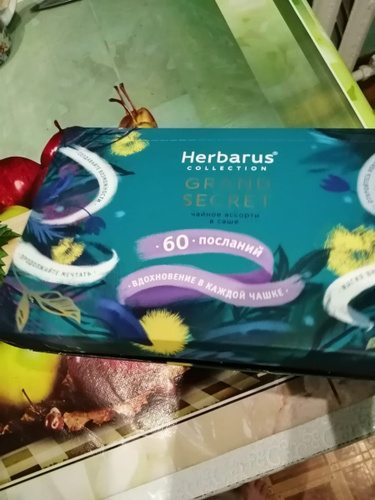 Herbarus®
COLLECTION
GRAND
SECRET
чайное ассорти
в саше
· 60 · посланий
· ВДОХНОВЕНИЕ В КАЖДОЙ ЧАШКЕ ·
ПРОДОЛЖАЙТЕ МЕЧТАТЬ